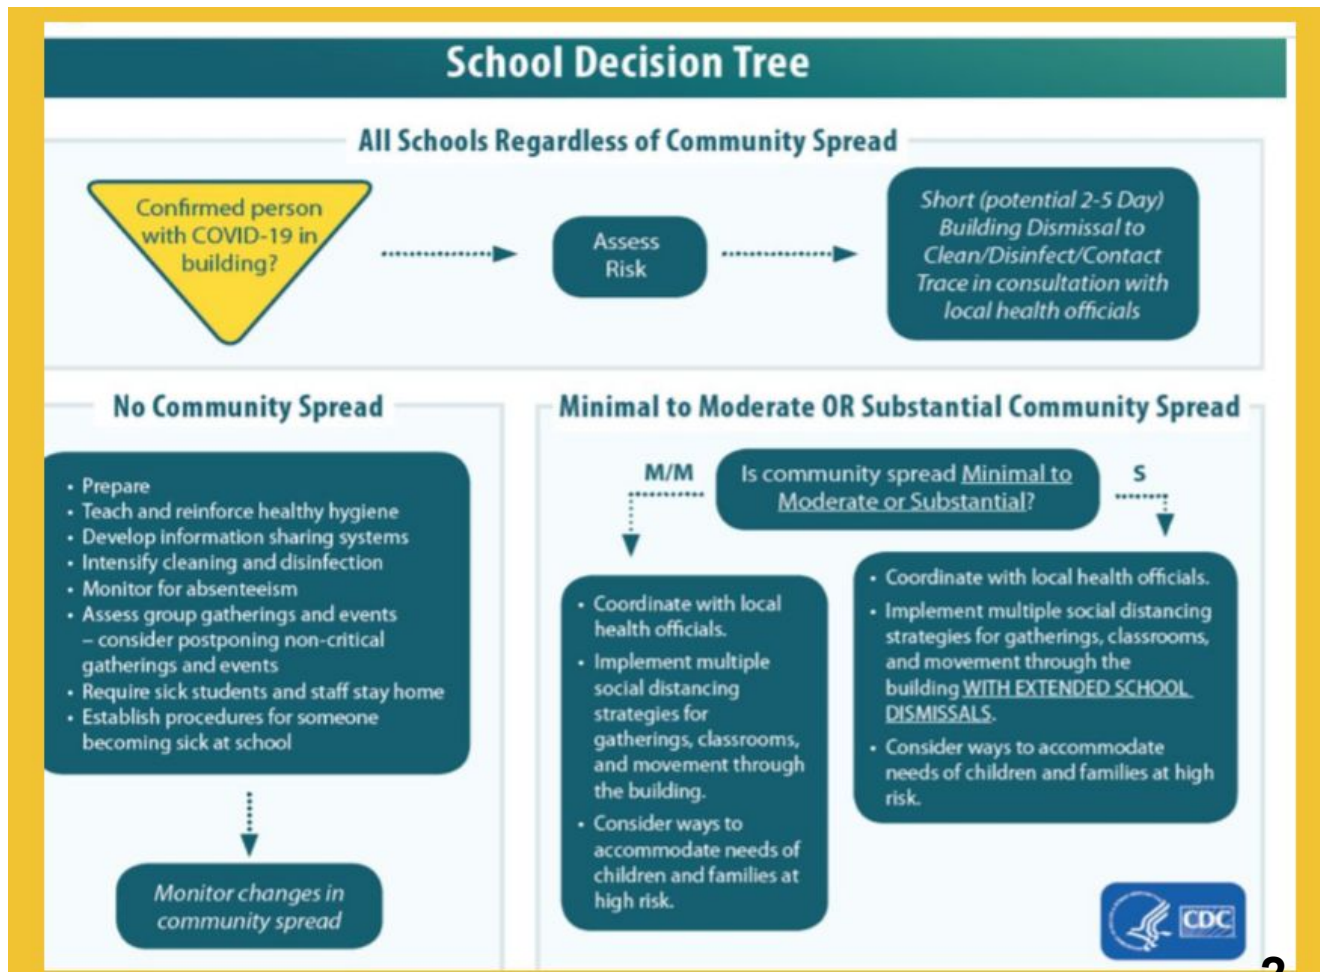 School Decision Tree
All Schools Regardless of Community Spread
Confirmed person
with COVID-19 in
building?
Assess
Risk
Short (potential 2-5 Day)
Building Dismissal to
Clean/Disinfect/Contact
Trace in consultation with
local health officials
No Community Spread
• Prepare
• Teach and reinforce healthy hygiene
• Develop information sharing systems
• Intensify cleaning and disinfection
• Monitor for absenteeism
• Assess group gatherings and events
– consider postponing non-critical
gatherings and events
• Require sick students and staff stay home
• Establish procedures for someone
becoming sick at school
Monitor changes in
community spread
Minimal to Moderate OR Substantial Community Spread
Is community spread Minimal to
Moderate or Substantial?
M/M
• Coordinate with local
health officials.
• Implement multiple
social distancing
strategies for
gatherings, classrooms,
and movement through
the building.
• Consider ways to
accommodate needs of
children and families at
high risk.
S
• Coordinate with local health officials.
• Implement multiple social distancing
strategies for gatherings, classrooms,
and movement through the
building WITH EXTENDED SCHOOL
DISMISSALS.
• Consider ways to accommodate
needs of children and families at high
risk.
CDC